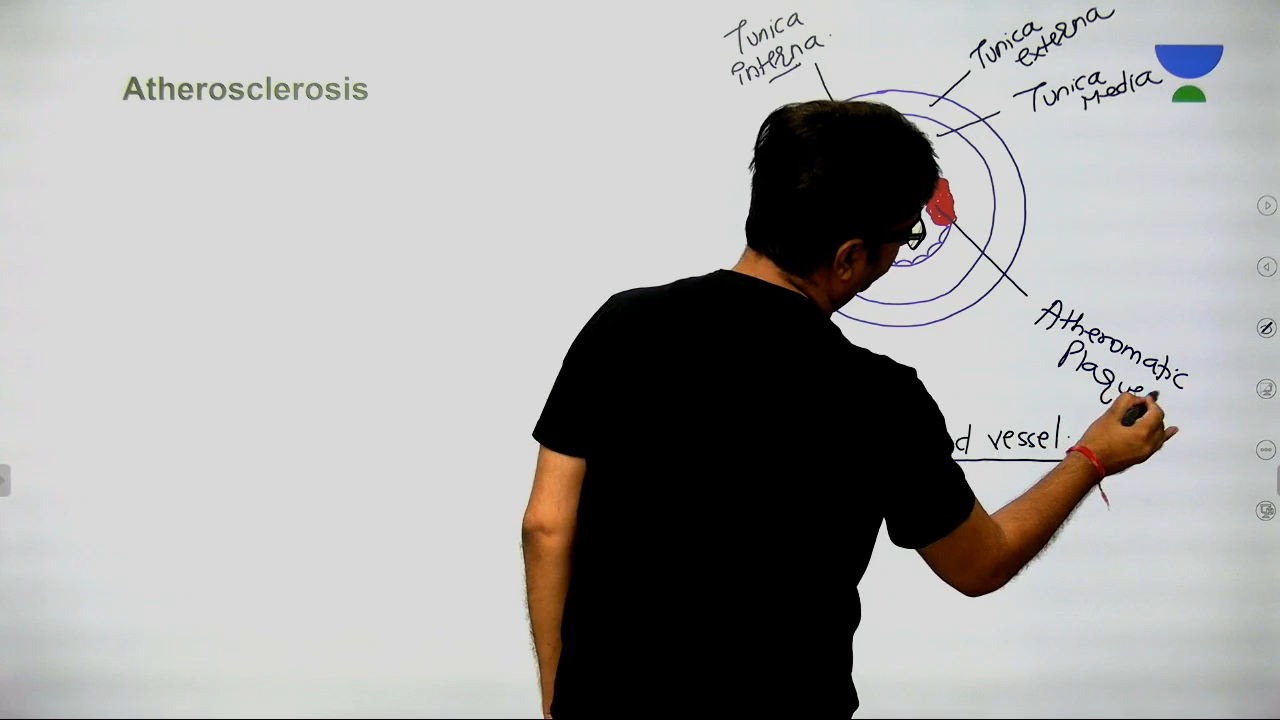 Atherosclerosis
Tunica
interna.
Tunica
externa
Tunica
Media
Atheromatic
Plaque
d vessel.